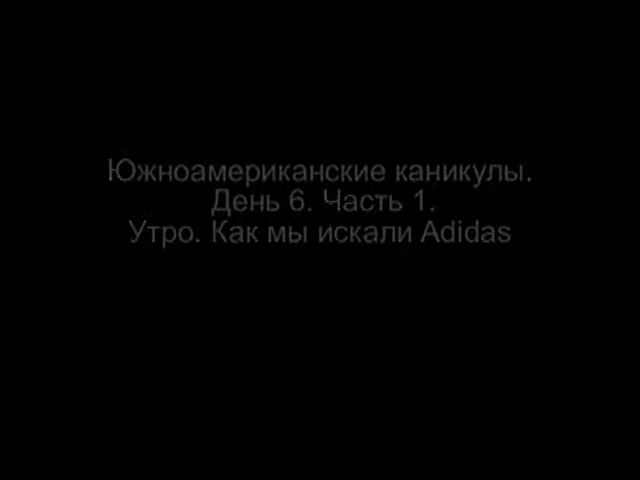 Южноамериканские каникулы.
День 6. Часть 1.
Утро. Как мы искали Adidas